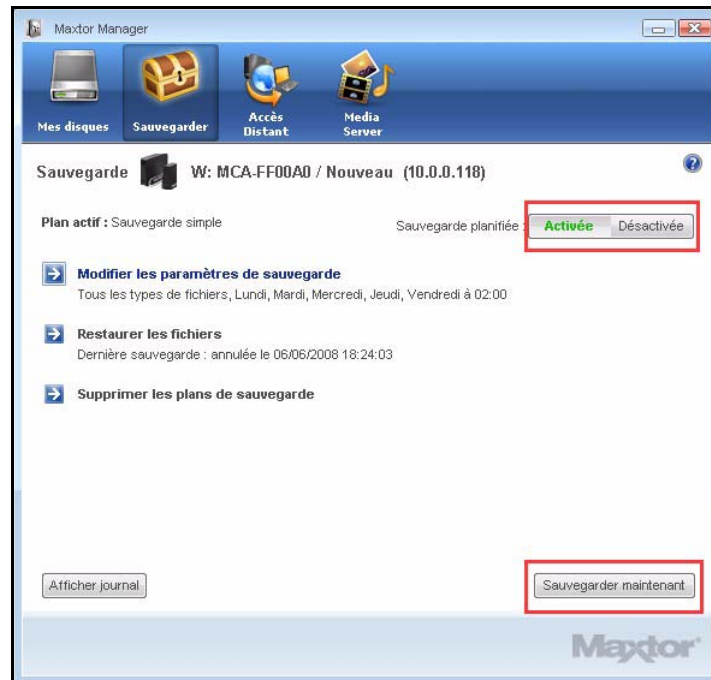 Maxtor Manager
Mes disques
Sauvegarder
Accès
Distant
Media
Server
Sauvegarde W: MCA-FF00A0 / Nouveau (10.0.0.118)
Plan actif : Sauvegarde simple
Sauvegarde planifiée : Activée Désactivée
Modifier les paramètres de sauvegarde
Tous les types de fichiers, Lundi, Mardi, Mercredi, Jeudi, Vendredi à 02:00
Restaurer les fichiers
Dernière sauvegarde : annulée le 06/06/2008 18:24:03
Supprimer les plans de sauvegarde
Afficher journal
Sauvegarder maintenant
Maxtor